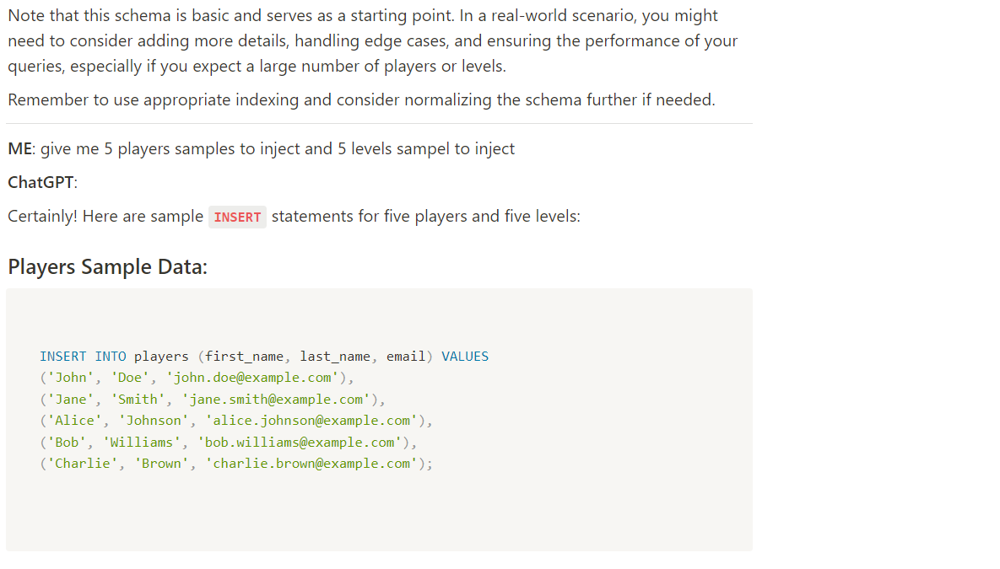 Note that this schema is basic and serves as a starting point. In a real-world scenario, you might
need to consider adding more details, handling edge cases, and ensuring the performance of your
queries, especially if you expect a large number of players or levels.
Remember to use appropriate indexing and consider normalizing the schema further if needed.
ME: give me 5 players samples to inject and 5 levels sampel to inject
ChatGPT:
Certainly! Here are sample INSERT statements for five players and five levels:
Players Sample Data:
INSERT INTO players (first_name, last_name, email) VALUES
('John', 'Doe', 'john.doe@example.com'),
('Jane', 'Smith', 'jane.smith@example.com'),
('Alice', 'Johnson', 'alice.johnson@example.com'),
('Bob', 'Williams', 'bob.williams@example.com'),
('Charlie', 'Brown', 'charlie.brown@example.com');